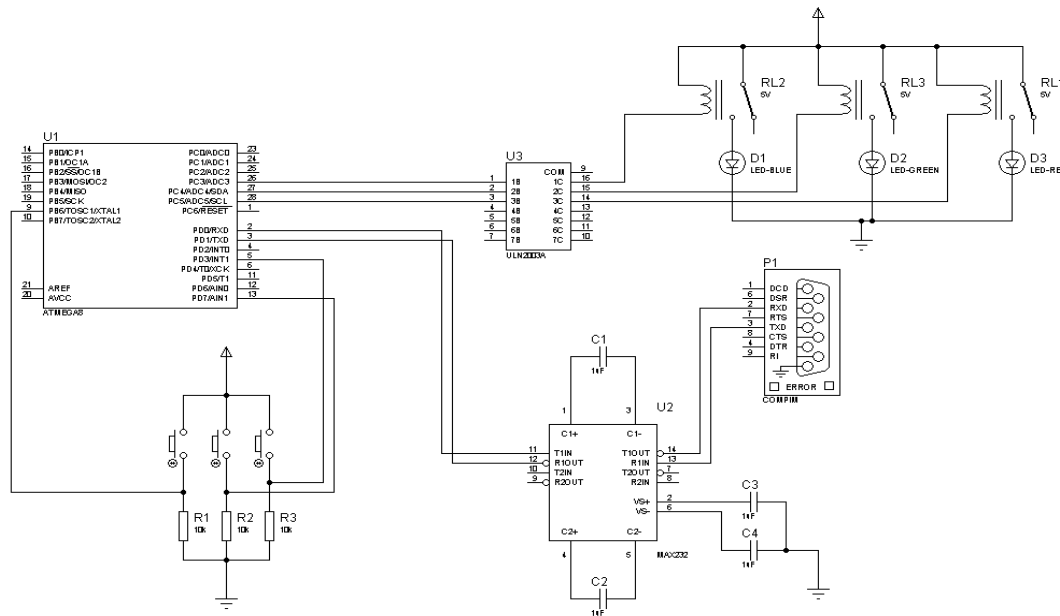 U1
14 PB0/ICP1 PC0/ADC0 23
15 PB1/OC1A PC1/ADC1 24
16 PB2/SS/OC1B PC2/ADC2 25
17 PB3/MOSI/OC2 PC3/ADC3 26
18 PB4/MISO PC4/ADC4/SDA 27
19 PB5/SCK PC5/ADC5/SCL 28
9 PB6/TOSC1/XTAL1 PC6/RESET 1
10 PB7/TOSC2/XTAL2
PD0/RXD 2
PD1/TXD 3
PD2/INT0 4
PD3/INT1 5
PD4/T0/XCK 6
PD5/T1 11
21 AREF PD6/AIN0 12
20 AVCC PD7/AIN1 13
ATMEGA8
U3
COM 9
1 1B 1C 16
2 2B 2C 15
3 3B 3C 14
4 4B 4C 13
5 5B 5C 12
6 6B 6C 11
7 7B 7C 10
ULN2003A
RL2
5V
RL3
5V
RL1
5V
D1
LED-BLUE
D2
LED-GREEN
D3
LED-RE
P1
1 DCD
6 DSR
2 RXD
7 RTS
3 TXD
8 CTS
4 DTR
9 RI
ERROR
COMPIM
C1
1uF
U2
1 3
C1+ C1-
11 T1IN T1OUT 14
12 R1OUT R1IN 13
10 T2IN T2OUT 7
9 R2OUT R2IN 8
VS+ 2
VS- 6
C2+ C2-
4 5
MAX232
C2
1uF
C3
1uF
C4
1uF
R1
10k
R2
10k
R3
10k